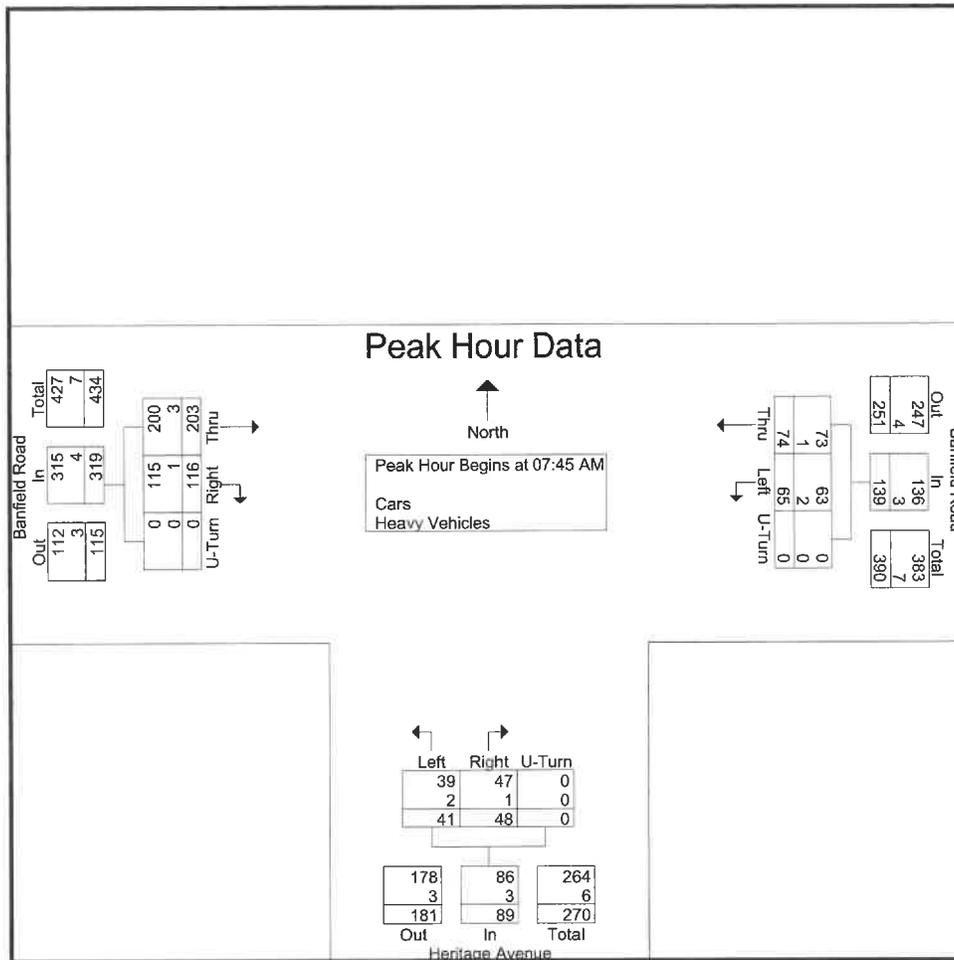 Peak Hour Data
North
Peak Hour Begins at 07:45 AM
Cars
Heavy Vehicles
Banfield Road
Out In Total
112 315 427
3 4 7
115 319 434
Thru Right U-Turn
200 115 0
3 1 0
203 116 0
Banfield Road
Out In Total
247 136 383
4 3 7
251 139 390
Thru Left U-Turn
73 63 0
1 2 0
74 65 0
Left Right U-Turn
39 47 0
2 1 0
41 48 0
178 86 264
3 3 6
181 89 270
Out In Total
Heritage Avenue